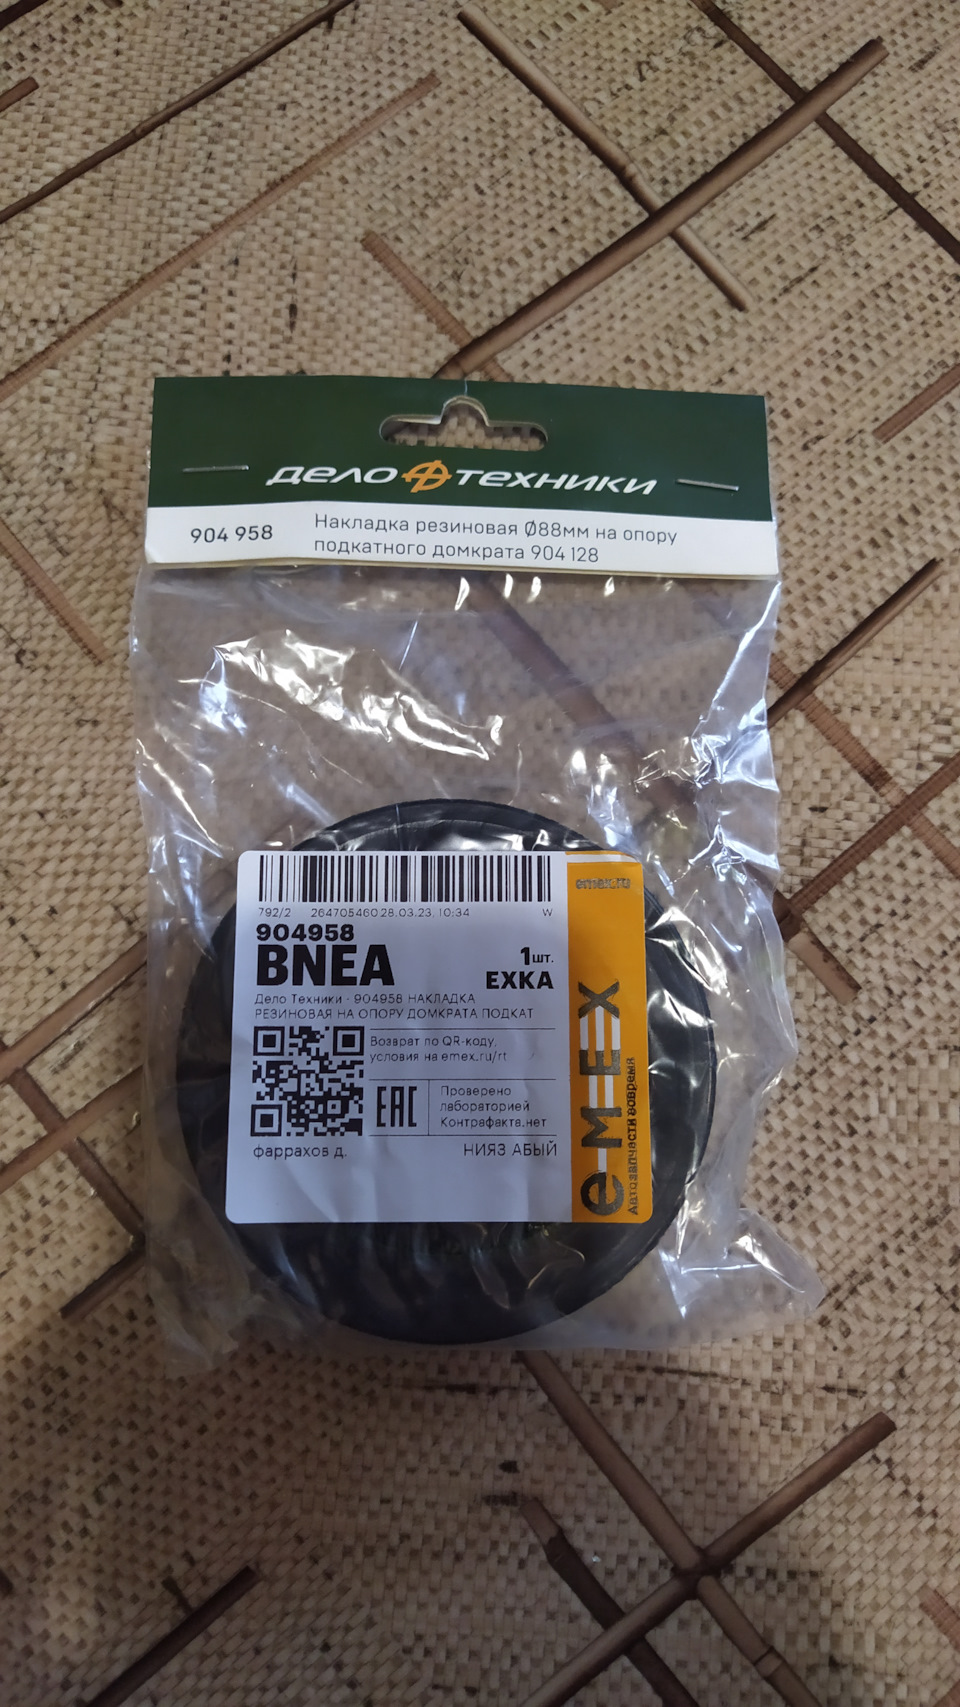 дело техники
904 958
Накладка резиновая Ø88мм на опору
подкатного домкрата 904 128
792/2 264705460 28.03.23, 10:34 W
904958
BNEA
1шт.
EXKA
Дело Техники - 904958 НАКЛАДКА
РЕЗИНОВАЯ НА ОПОРУ ДОМКРАТА ПОДКАТ
Возврат по QR-коду,
условия на emex.ru/rt
EAC
Проверено
лабораторией
Контрафакта.нет
фаррахов д.
НИЯЗ АБЫЙ
emex.ru
e-MEX
Автозапчасти вовремя